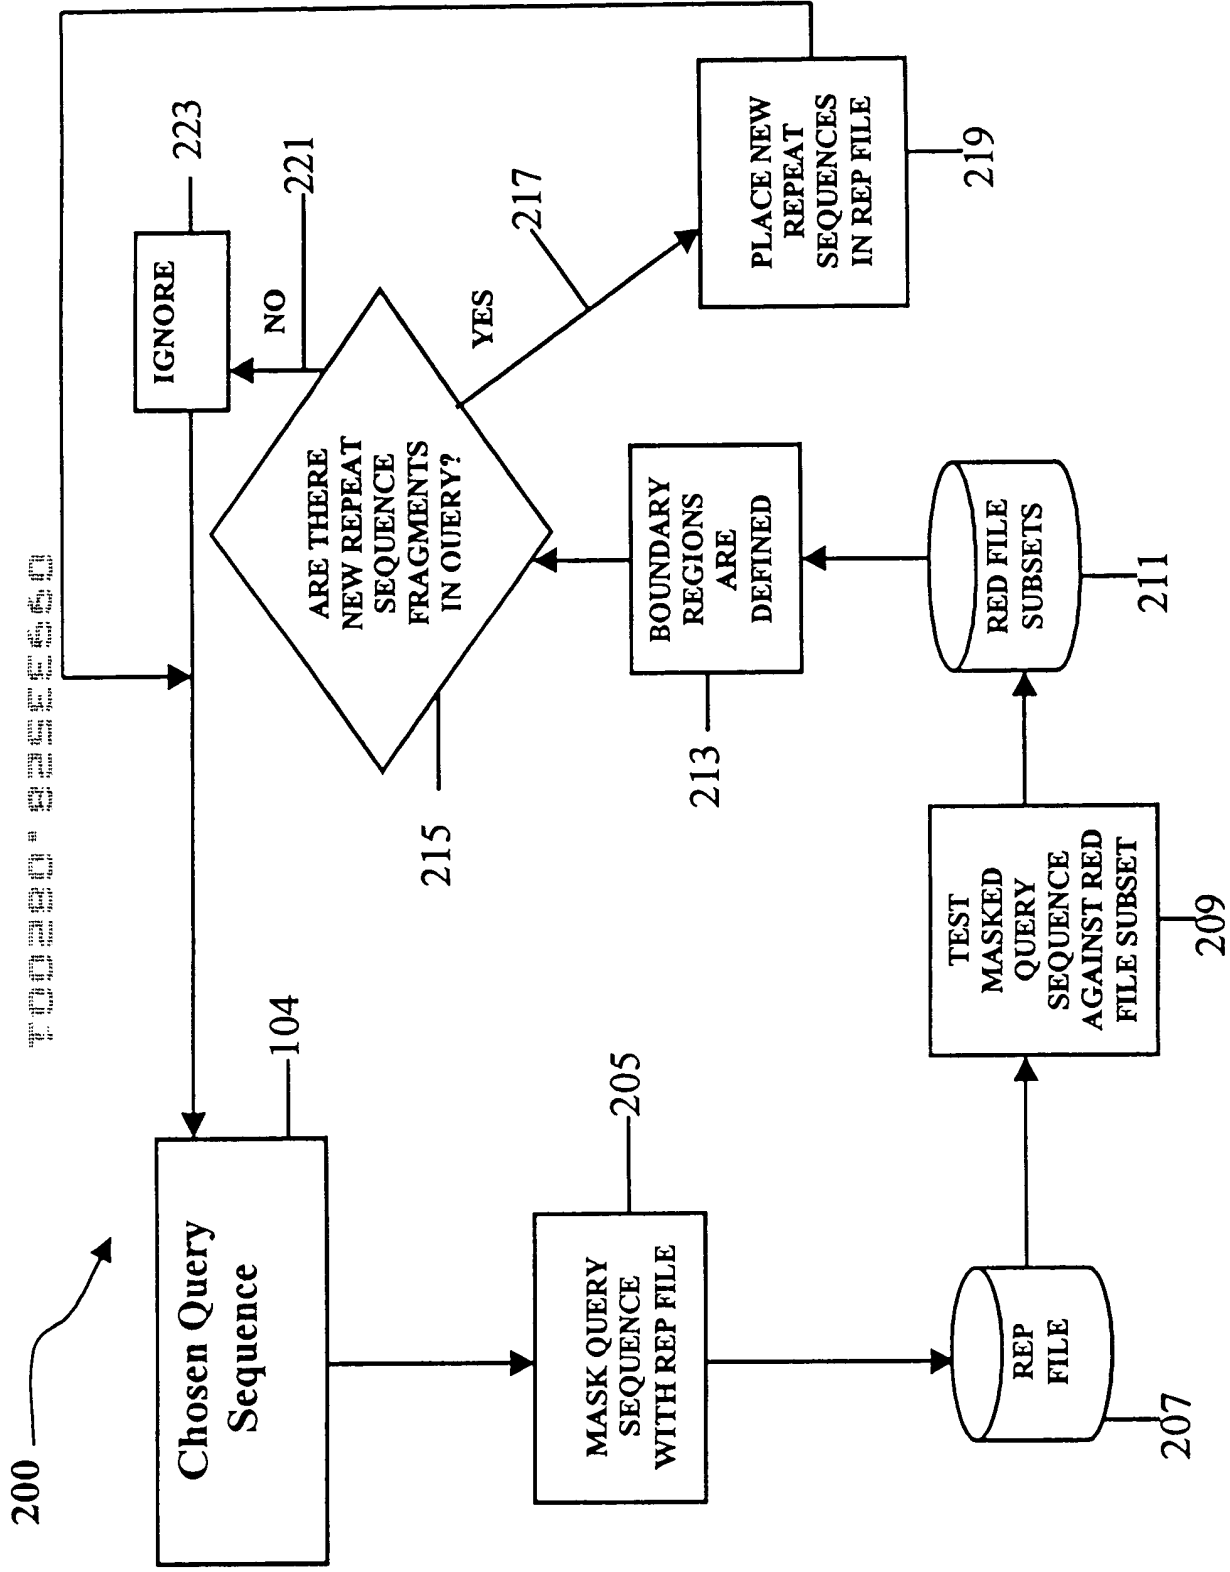 09933528.082001
200
Chosen Query
Sequence
104
MASK QUERY
SEQUENCE
WITH REP FILE
205
REP
FILE
207
TEST
MASKED
QUERY
SEQUENCE
AGAINST RED
FILE SUBSET
209
RED FILE
SUBSETS
211
BOUNDARY
REGIONS
ARE
DEFINED
213
ARE THERE
NEW REPEAT
SEQUENCE
FRAGMENTS
IN QUERY?
215
YES
217
PLACE NEW
REPEAT
SEQUENCES
IN REP FILE
219
NO
221
IGNORE
223